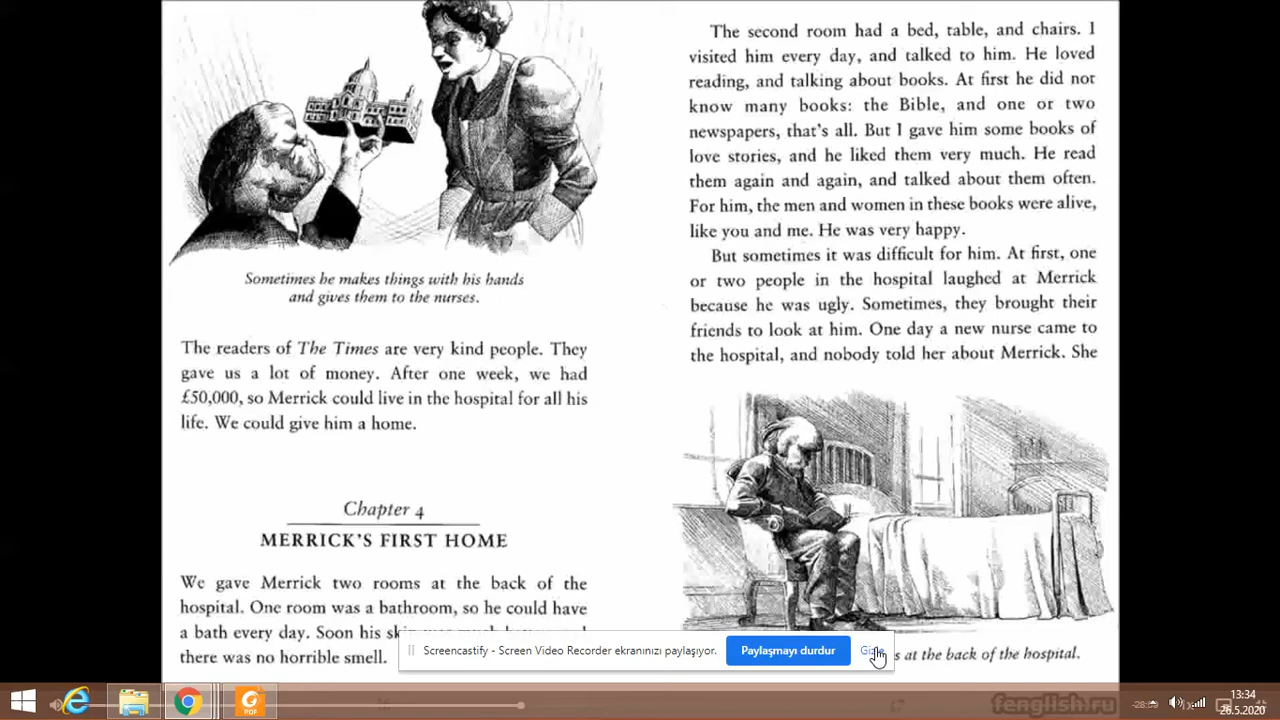 Sometimes he makes things with his hands
and gives them to the nurses.
The readers of The Times are very kind people. They
gave us a lot of money. After one week, we had
£50,000, so Merrick could live in the hospital for all his
life. We could give him a home.
Chapter 4
MERRICK'S FIRST HOME
We gave Merrick two rooms at the back of the
hospital. One room was a bathroom, so he could have
a bath every day. Soon his
there was no horrible smell.
The second room had a bed, table, and chairs. I
visited him every day, and talked to him. He loved
reading, and talking about books. At first he did not
know many books: the Bible, and one or two
newspapers, that's all. But I gave him some books of
love stories, and he liked them very much. He read
them again and again, and talked about them often.
For him, the men and women in these books were alive,
like you and me. He was very happy.
But sometimes it was difficult for him. At first, one
or two people in the hospital laughed at Merrick
because he was ugly. Sometimes, they brought their
friends to look at him. One day a new nurse came to
the hospital, and nobody told her about Merrick. She
s at the back of the hospital.
Screencastify - Screen Video Recorder ekranınızı paylaşıyor.
Paylaşmayı durdur
fenglish.ru
13:34
26.5.2020